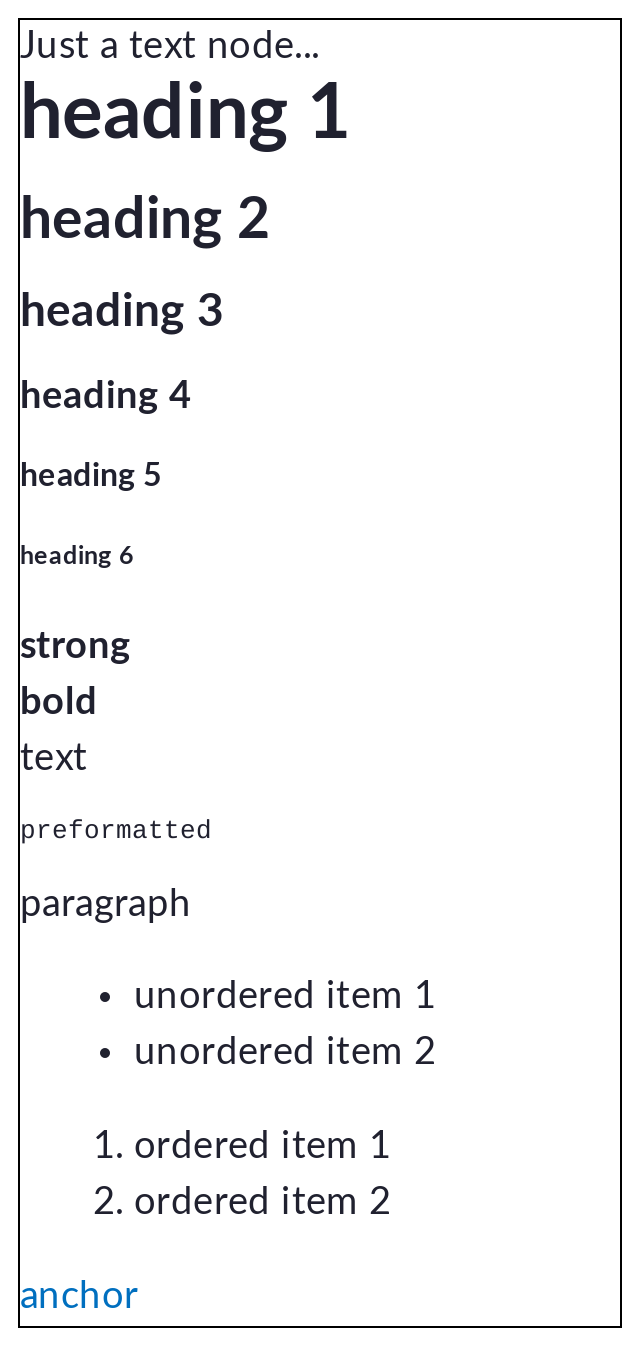 Just a text node...
heading 1
heading 2
heading 3
heading 4
heading 5
heading 6
strong
bold
text
preformatted
paragraph
• unordered item 1
• unordered item 2
1. ordered item 1
2. ordered item 2
anchor